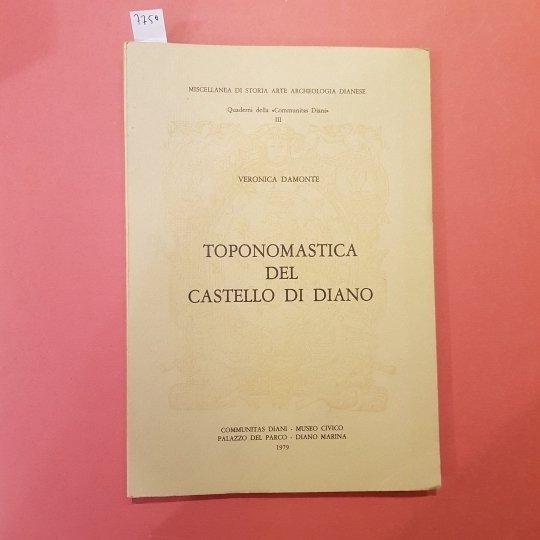 7750
MISCELLANEA DI STORIA ARTE ARCHEOLOGIA DIANESE
Quaderni della «Communitas Diani»
III
VERONICA DAMONTE
TOPONOMASTICA
DEL
CASTELLO DI DIANO
COMMUNITAS DIANI - MUSEO CIVICO
PALAZZO DEL PARCO - DIANO MARINA
1979